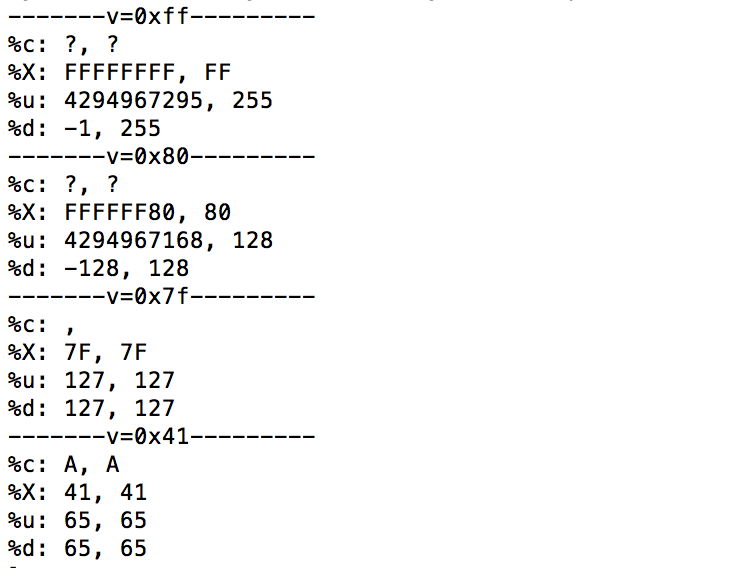 -------v=0xff---------
%c: ?, ?
%X: FFFFFFFF, FF
%u: 4294967295, 255
%d: -1, 255
-------v=0x80---------
%c: ?, ?
%X: FFFFFF80, 80
%u: 4294967168, 128
%d: -128, 128
-------v=0x7f---------
%c: ,
%X: 7F, 7F
%u: 127, 127
%d: 127, 127
-------v=0x41---------
%c: A, A
%X: 41, 41
%u: 65, 65
%d: 65, 65